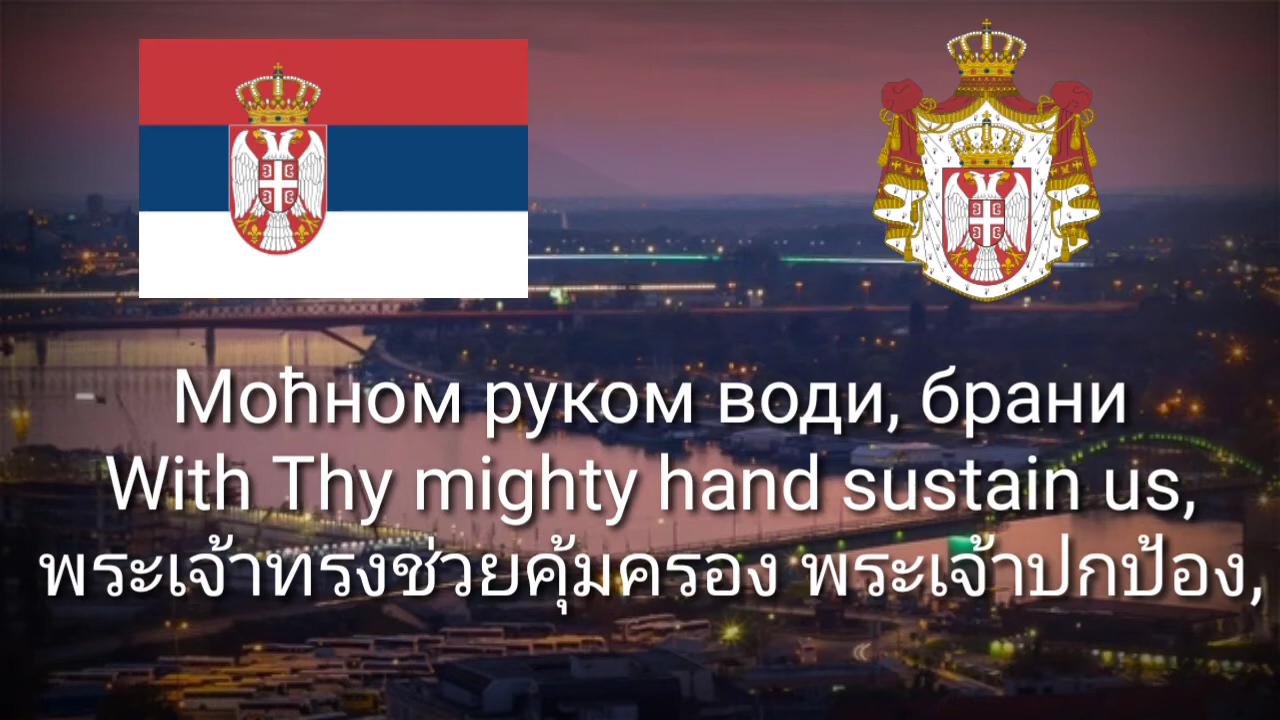 Моћном руком води, брани
With Thy mighty hand sustain us,
พระเจ้าทรงช่วยคุ้มครอง พระเจ้าปกป้อง,